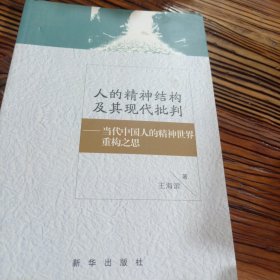 人的精神结构
及其现代批判
——当代中国人的精神世界
重构之思
著
王海滨
新华出版社